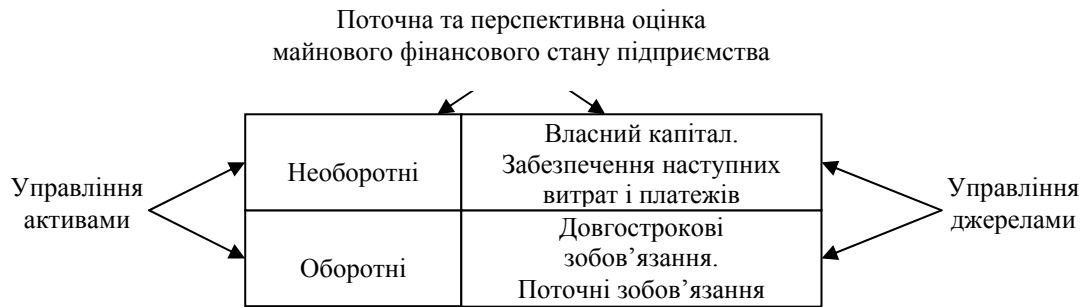 Поточна та перспективна оцінка
майнового фінансового стану підприємства
Управління
активами
Необоротні
Власний капітал.
Забезпечення наступних
витрат і платежів
Оборотні
Довгострокові
зобов’язання.
Поточні зобов’язання
Управління
джерелами